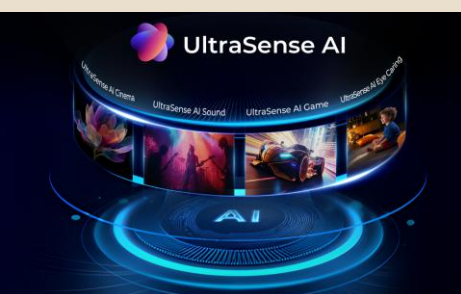 UltraSense AI
UltraSense AI Cinema
UltraSense AI Sound
UltraSense AI Game
UltraSense AI Eye Caring
AI